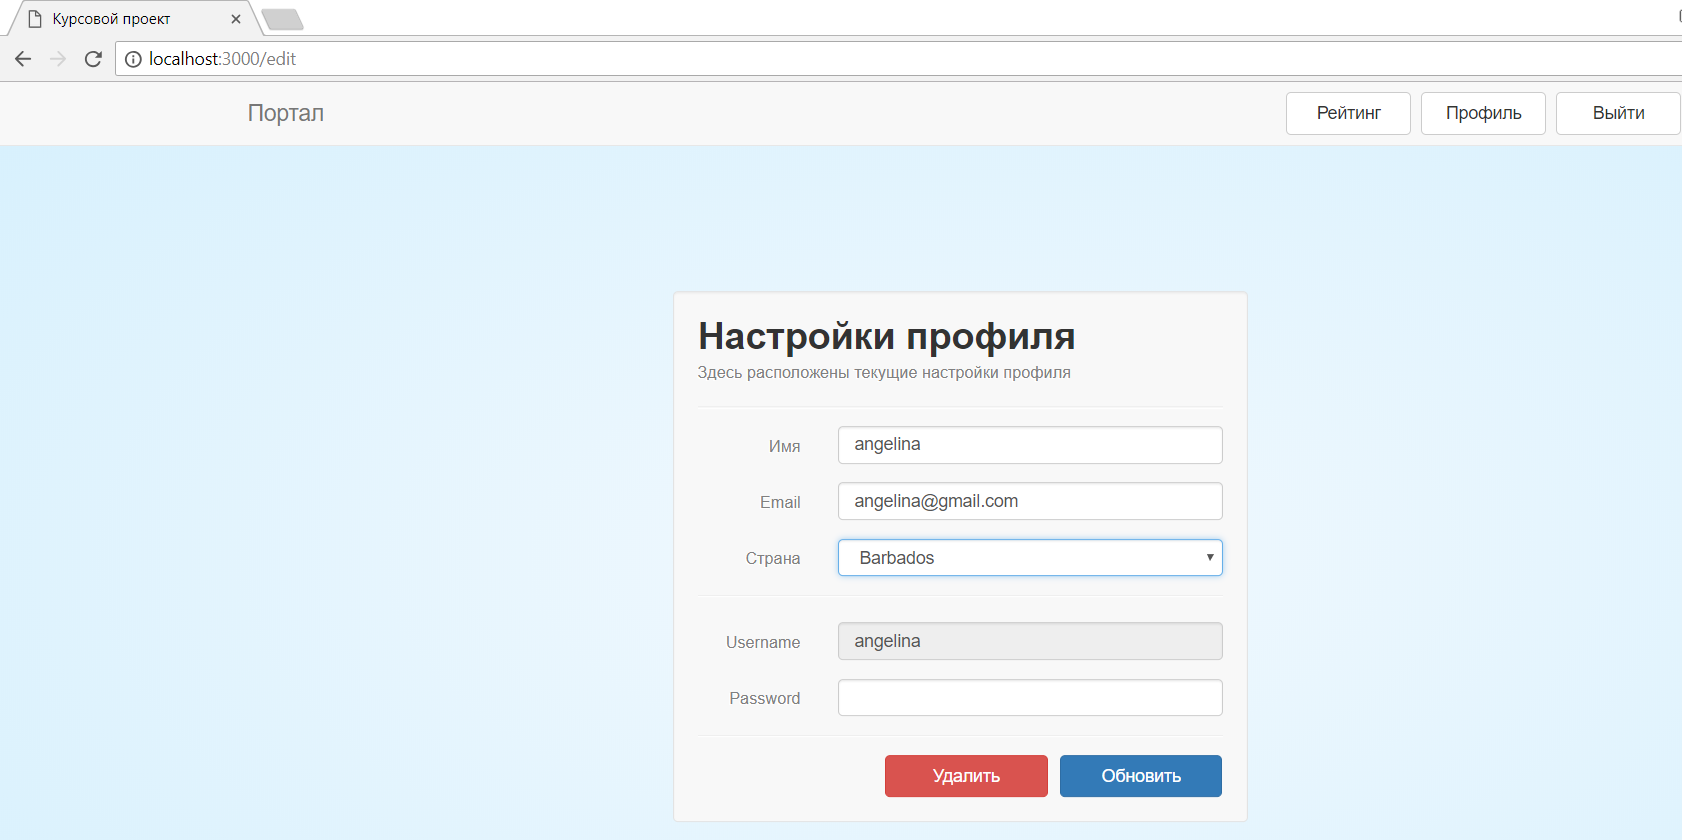 Курсовой проект
localhost:3000/edit
Портал Рейтинг Профиль Выйти
Настройки профиля
Здесь расположены текущие настройки профиля
Имя angelina
Email angelina@gmail.com
Страна Barbados
Username angelina
Password
Удалить Обновить